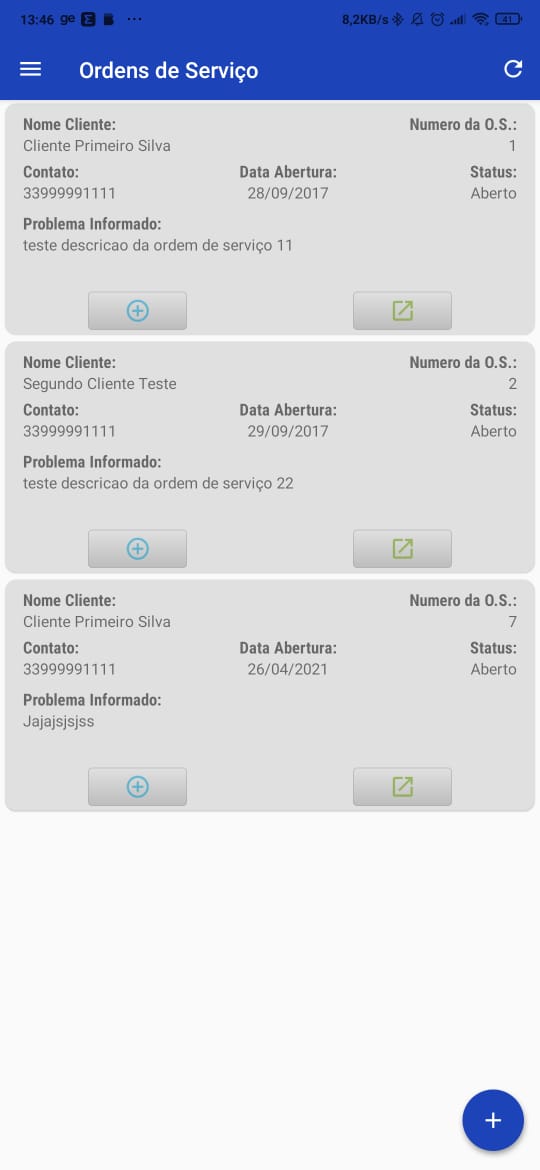 13:46 ge Σ ...
8,2KB/s 41
Ordens de Serviço
Nome Cliente: Numero da O.S.:
Cliente Primeiro Silva 1
Contato: Data Abertura: Status:
33999991111 28/09/2017 Aberto
Problema Informado:
teste descricao da ordem de serviço 11
Nome Cliente: Numero da O.S.:
Segundo Cliente Teste 2
Contato: Data Abertura: Status:
33999991111 29/09/2017 Aberto
Problema Informado:
teste descricao da ordem de serviço 22
Nome Cliente: Numero da O.S.:
Cliente Primeiro Silva 7
Contato: Data Abertura: Status:
33999991111 26/04/2021 Aberto
Problema Informado:
Jajajsjsjss